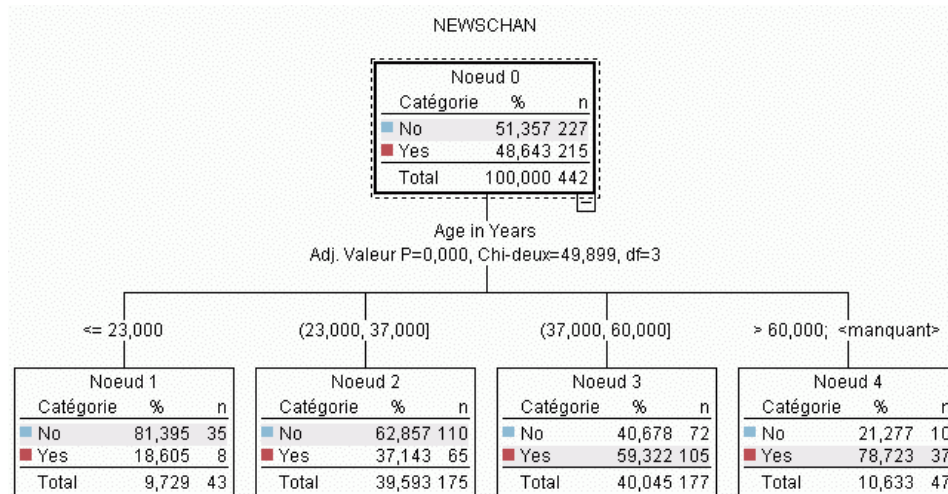 NEWSCHAN
Noeud 0
Catégorie % n
No 51,357 227
Yes 48,643 215
Total 100,000 442
Age in Years
Adj. Valeur P=0,000, Chi-deux=49,899, df=3
<= 23,000 (23,000, 37,000] (37,000, 60,000] > 60,000; <manquant>
Noeud 1 Noeud 2 Noeud 3 Noeud 4
Catégorie % n Catégorie % n Catégorie % n Catégorie % n
No 81,395 35 No 62,857 110 No 40,678 72 No 21,277 10
Yes 18,605 8 Yes 37,143 65 Yes 59,322 105 Yes 78,723 37
Total 9,729 43 Total 39,593 175 Total 40,045 177 Total 10,633 47